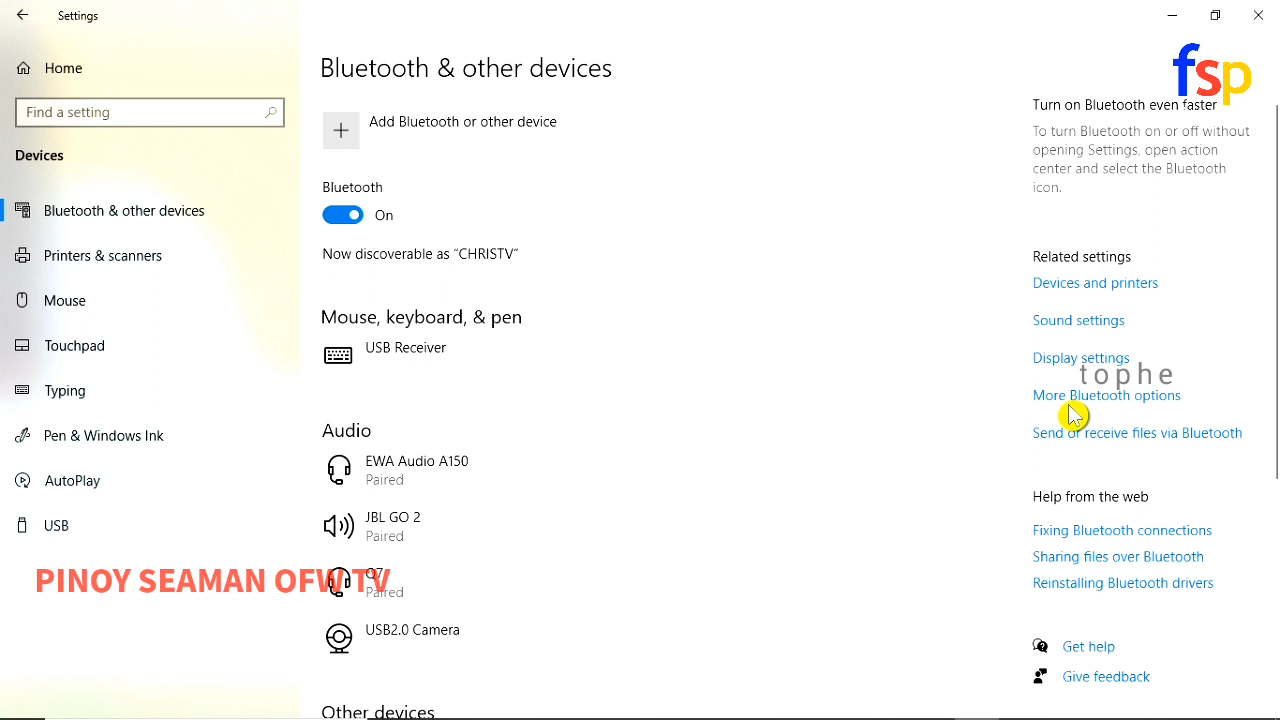 Settings
Home
Find a setting
Devices
Bluetooth & other devices
Printers & scanners
Mouse
Touchpad
Typing
Pen & Windows Ink
AutoPlay
USB
PINOY SEAMAN OFW TV
Bluetooth & other devices
Add Bluetooth or other device
Bluetooth
On
Now discoverable as “CHRISTV”
Mouse, keyboard, & pen
USB Receiver
Audio
EWA Audio A150
Paired
JBL GO 2
Paired
Q7
Paired
USB2.0 Camera
Other devices
fsp
Turn on Bluetooth even faster
To turn Bluetooth on or off without
opening Settings, open action
center and select the Bluetooth
icon.
Related settings
Devices and printers
Sound settings
Display settings
tophe
More Bluetooth options
Send or receive files via Bluetooth
Help from the web
Fixing Bluetooth connections
Sharing files over Bluetooth
Reinstalling Bluetooth drivers
Get help
Give feedback